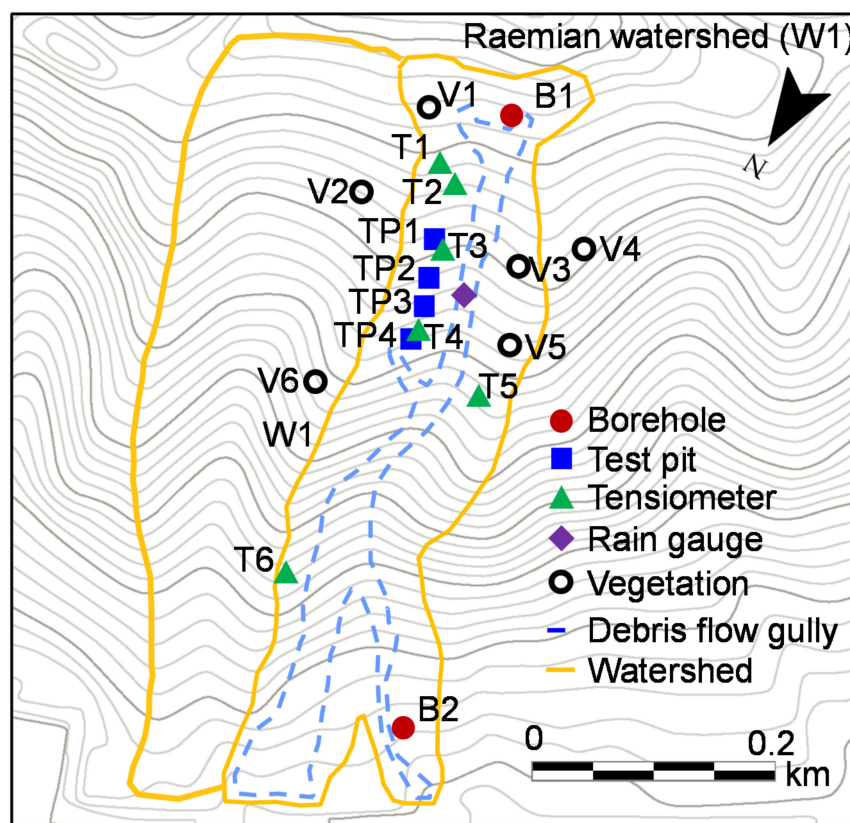 Raemian watershed (W1)
V1
B1
N
T1
V2
T2
TP1
T3
V4
TP2
V3
TP3
TP4
T4
V5
V6
T5
W1
Borehole
Test pit
Tensiometer
Rain gauge
T6
Vegetation
Debris flow gully
Watershed
B2
0
0.2
km